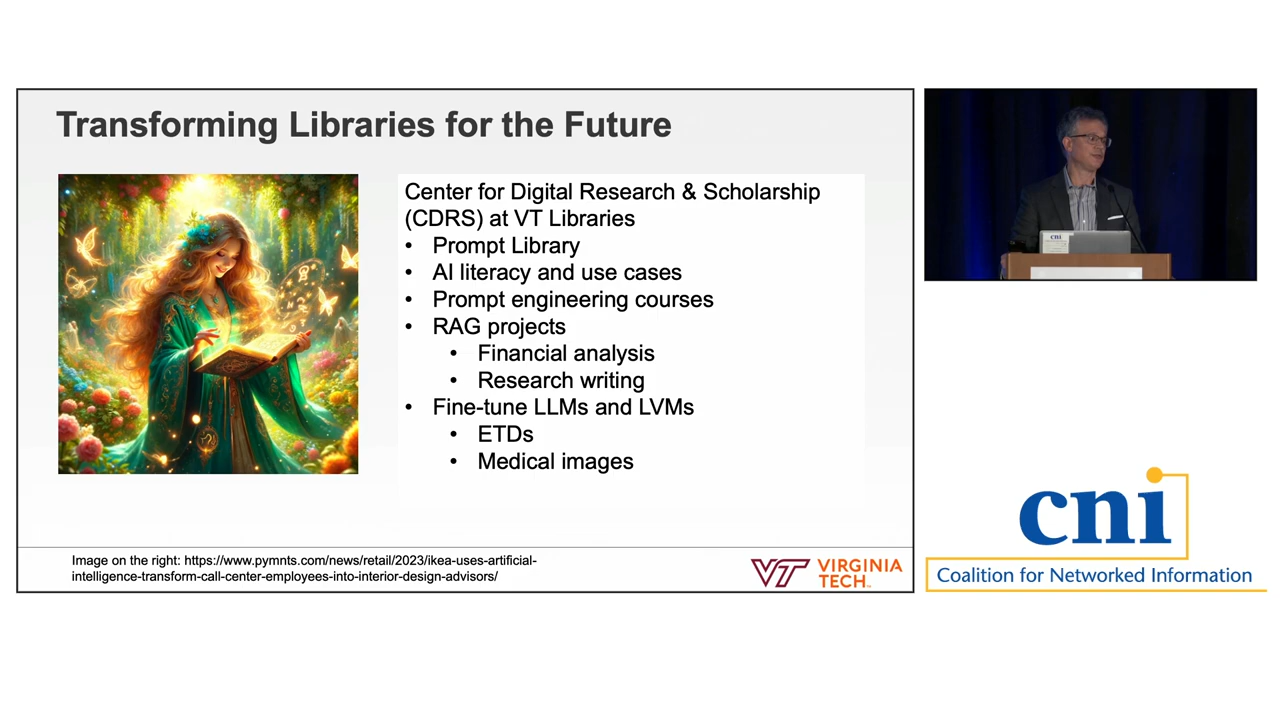 Transforming Libraries for the Future
Center for Digital Research & Scholarship
(CDRS) at VT Libraries
• Prompt Library
• AI literacy and use cases
• Prompt engineering courses
• RAG projects
• Financial analysis
• Research writing
• Fine-tune LLMs and LVMs
• ETDs
• Medical images
Image on the right: https://www.pymnts.com/news/retail/2023/ikea-uses-artificial-
intelligence-transform-call-center-employees-into-interior-design-advisors/
VT VIRGINIA
TECH™
cni
cni
Coalition for Networked Information